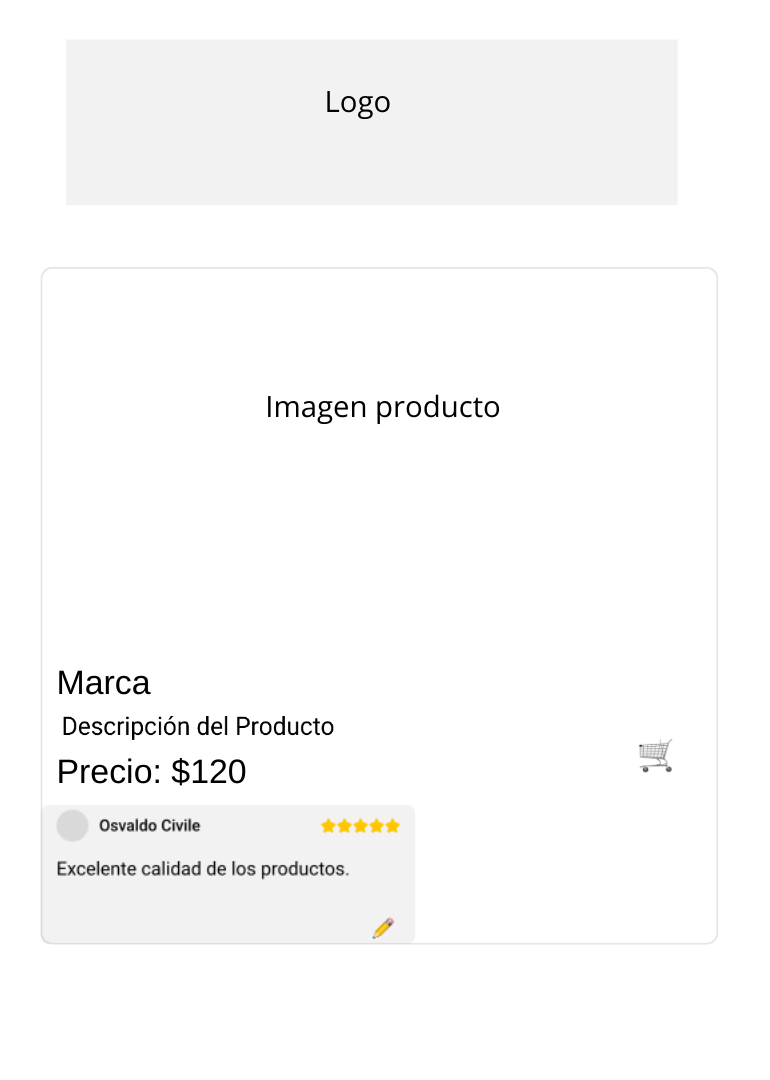 Logo
Imagen producto
Marca
Descripción del Producto
Precio: $120
Osvaldo Civile
Excelente calidad de los productos.